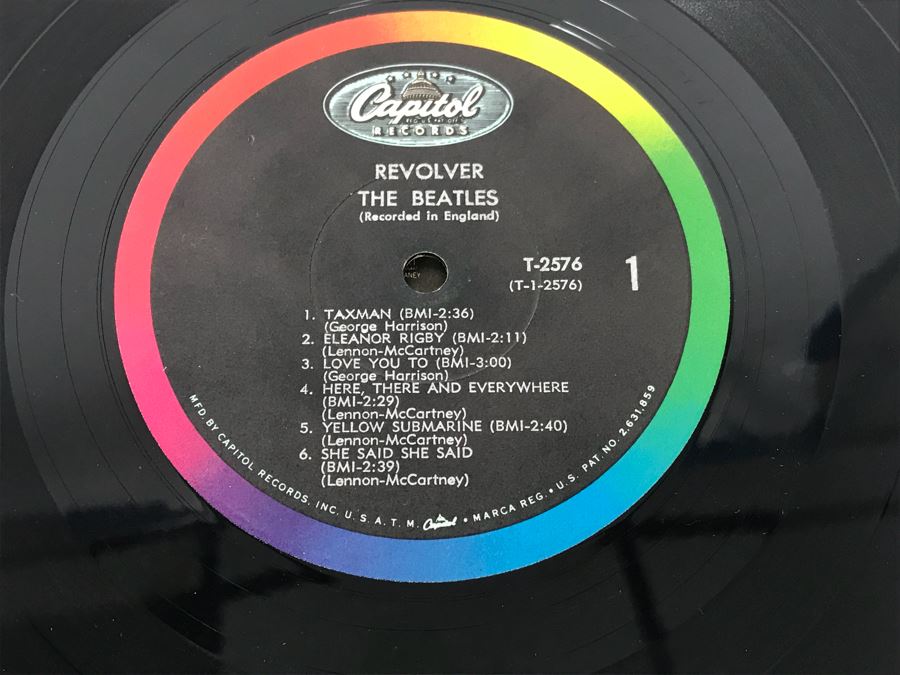 Capitol
RECORDS
REVOLVER
THE BEATLES
(Recorded in England)
T-2576
(T-1-2576)
1
ANEY
1. TAXMAN (BMI-2:36)
(George Harrison)
2. ELEANOR RIGBY (BMI-2:11)
(Lennon-McCartney)
3. LOVE YOU TO (BMI-3:00)
(George Harrison)
4. HERE, THERE AND EVERYWHERE
(BMI-2:29)
(Lennon-McCartney)
5. YELLOW SUBMARINE (BMI-2:40)
(Lennon-McCartney)
6. SHE SAID SHE SAID
(BMI-2:39)
(Lennon-McCartney)
MFD. BY CAPITOL RECORDS, INC. U. S. A. T. M. Capitol • MARCA REG. • U. S. PAT. NO. 2,631,859